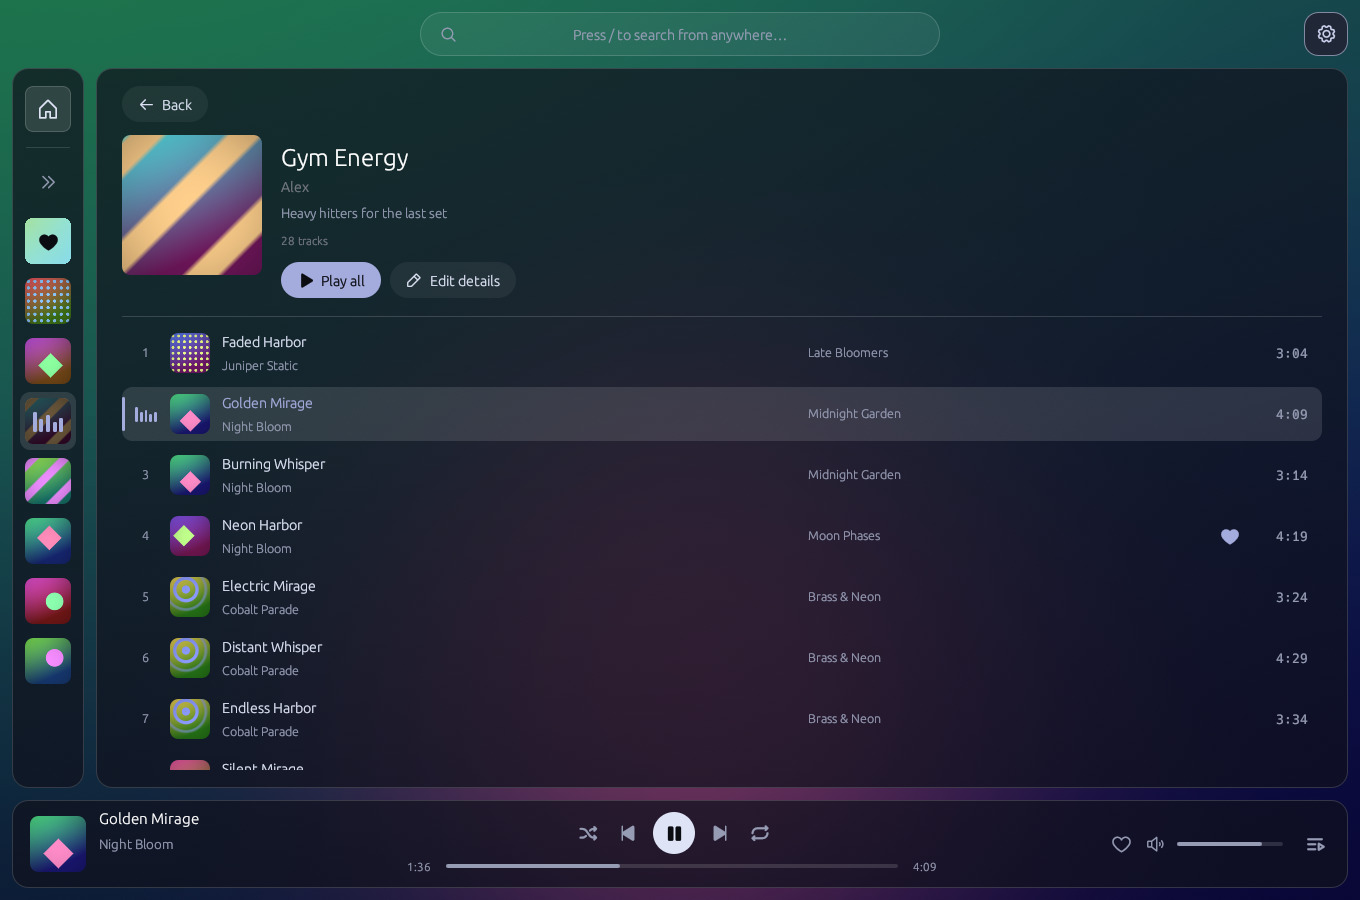 Press / to search from anywhere…
Back
Gym Energy
Alex
Heavy hitters for the last set
28 tracks
Play all
Edit details
1
Faded Harbor
Juniper Static
Late Bloomers
3:04
Golden Mirage
Night Bloom
Midnight Garden
4:09
3
Burning Whisper
Night Bloom
Midnight Garden
3:14
4
Neon Harbor
Night Bloom
Moon Phases
4:19
5
Electric Mirage
Cobalt Parade
Brass & Neon
3:24
6
Distant Whisper
Cobalt Parade
Brass & Neon
4:29
7
Endless Harbor
Cobalt Parade
Brass & Neon
3:34
Silent Mirage
Golden Mirage
Night Bloom
1:36
4:09